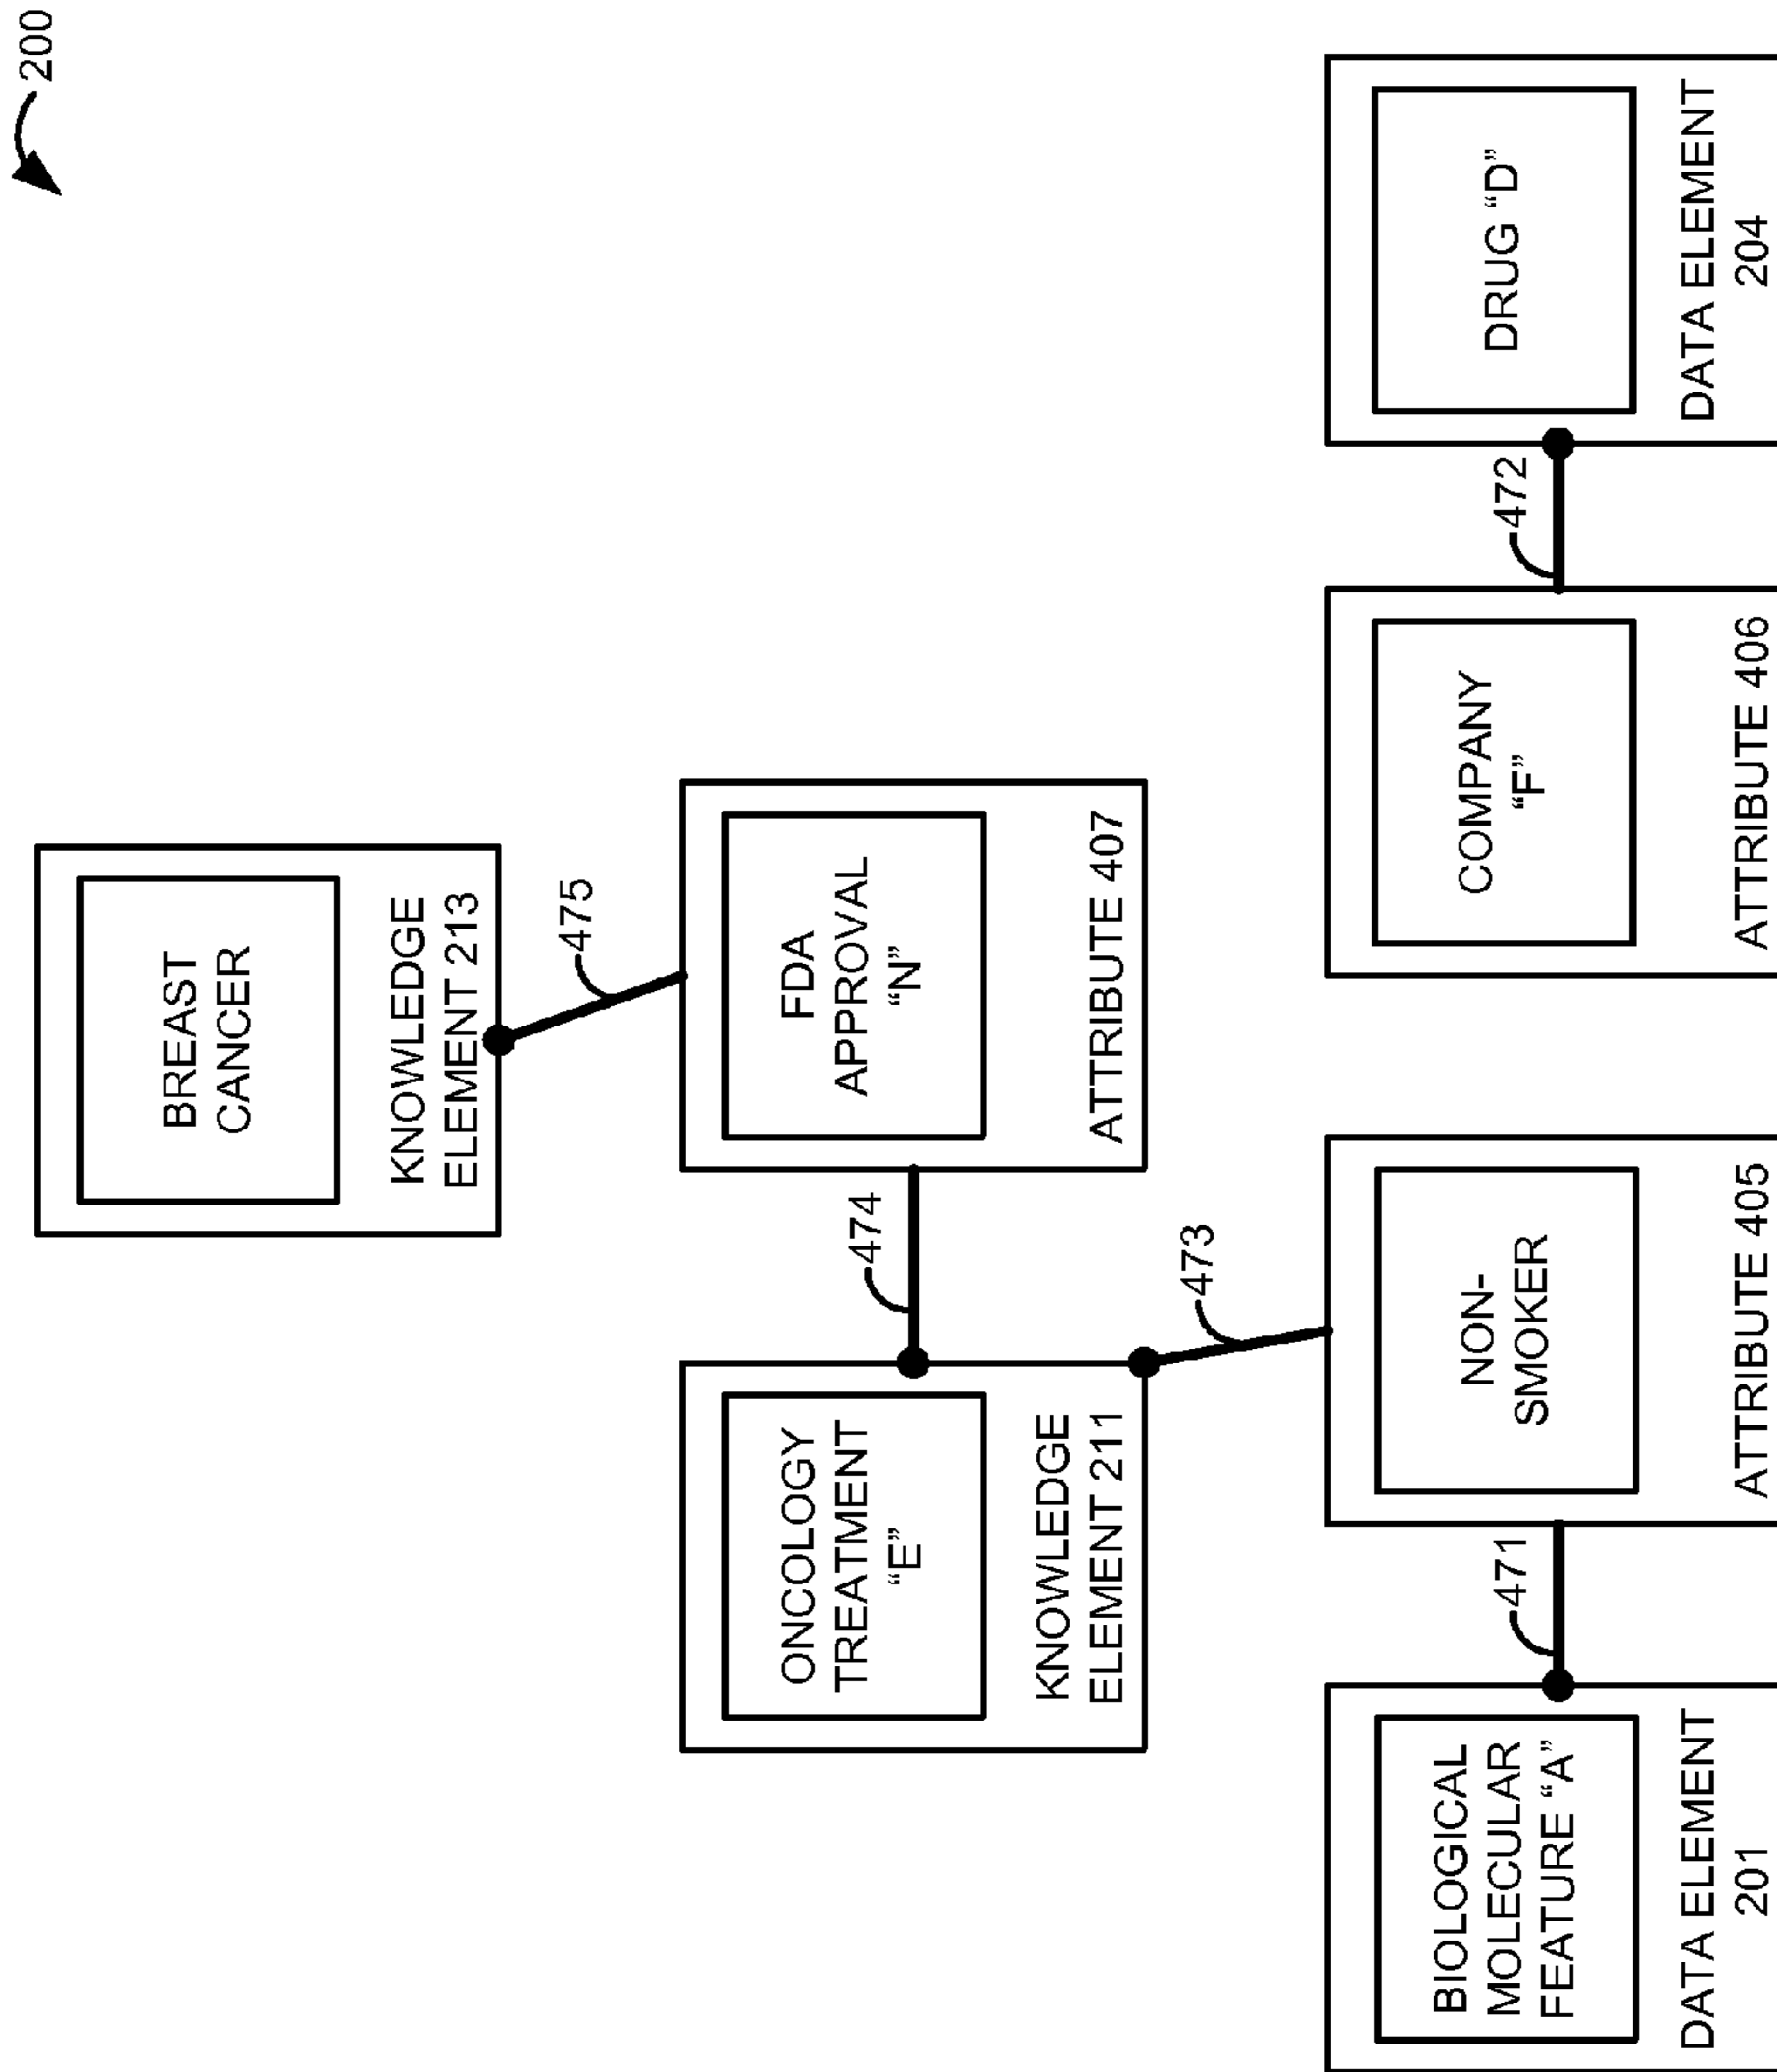 200
BREAST
CANCER
KNOWLEDGE
ELEMENT 213
475
ONCOLOGY
TREATMENT
“E”
KNOWLEDGE
ELEMENT 211
474
FDA
APPROVAL
“N”
ATTRIBUTE 407
473
BIOLOGICAL
MOLECULAR
FEATURE “A”
DATA ELEMENT
201
471
NON-
SMOKER
ATTRIBUTE 405
COMPANY
“F”
ATTRIBUTE 406
472
DRUG “D”
DATA ELEMENT
204